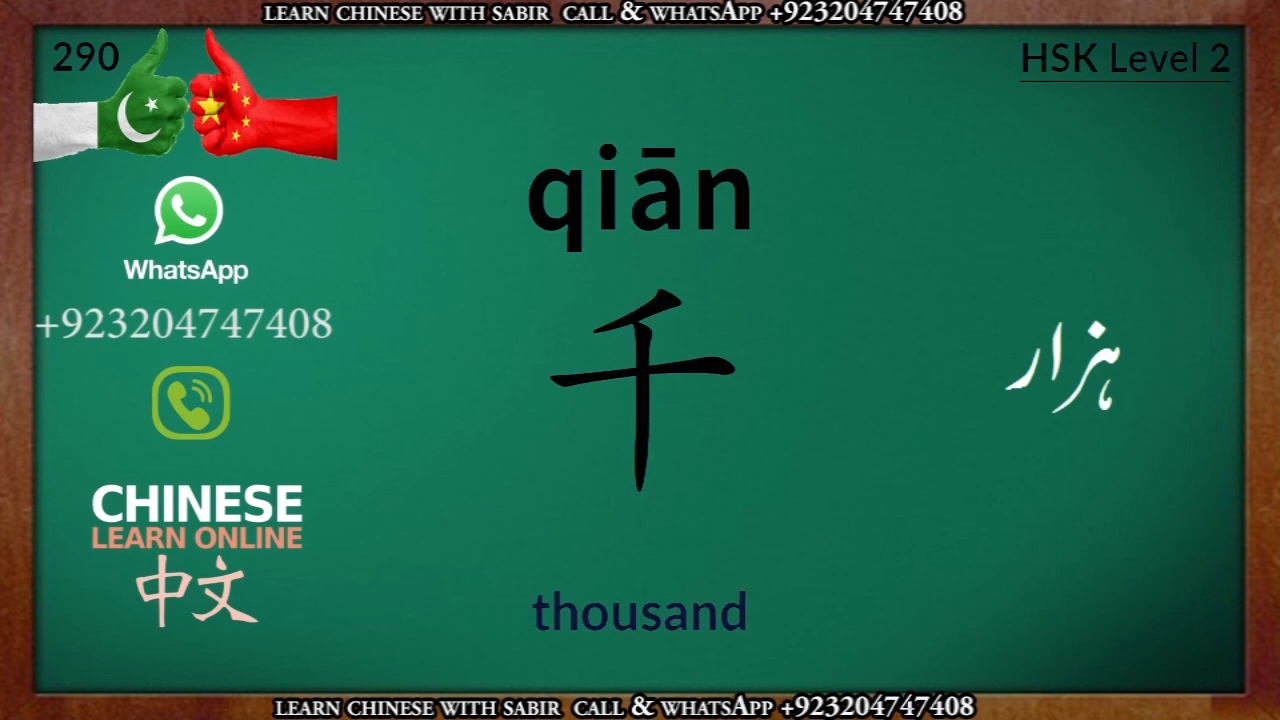 LEARN CHINESE WITH SABIR CALL & WHATSAPP +923204747408
290
HSK Level 2
qiān
WhatsApp
+923204747408
千
ہزار
CHINESE
LEARN ONLINE
中文
thousand
LEARN CHINESE WITH SABIR CALL & WHATSAPP +923204747408